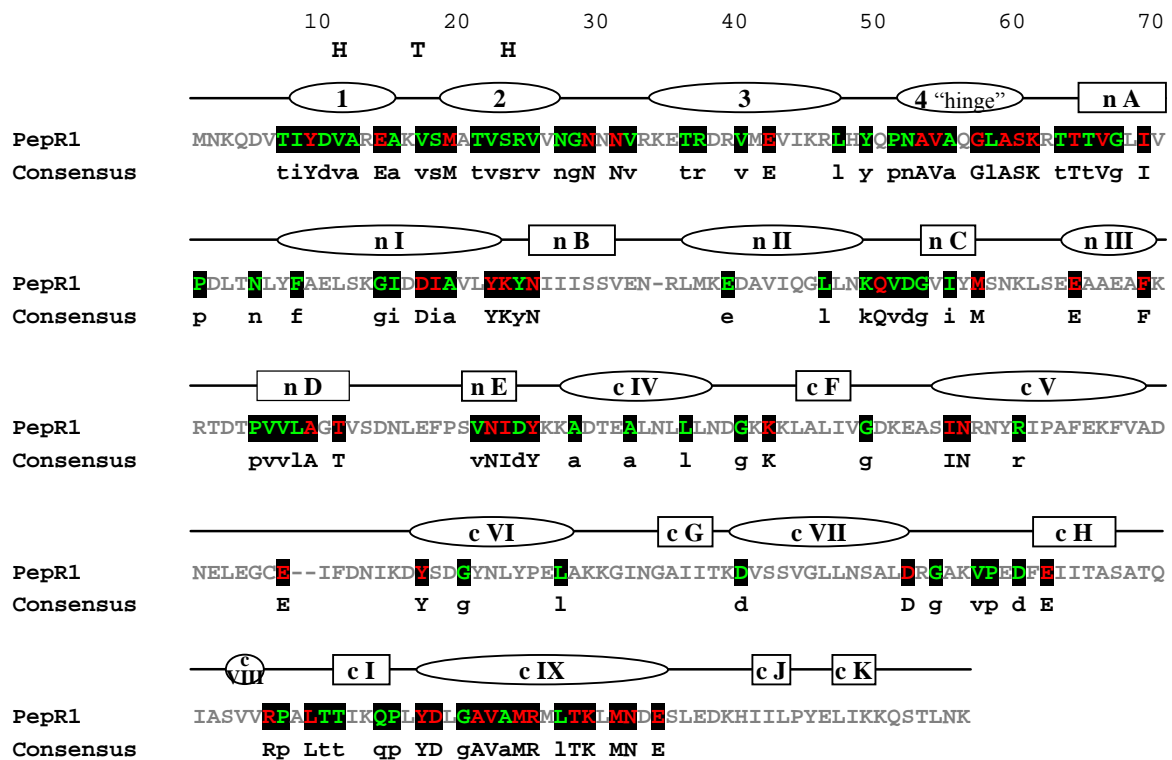 10 20 30 40 50 60 70
H T H
1 2 3 4 “hinge” n A
PepR1 MNKQDVTIYDVAREAKVSMATVSRVVNGNNNVRKETRDRVMEVIKRLHYQPNAVAQGLASKRTTTVGLIV
Consensus tiYdva Ea vsM tvsrv ngN Nv tr v E l y pnAVa GlASK tTtVg I
n I n B n II n C n III
PepR1 PDLTNLYFAELSKGIDDIAVLYKYNIIISSVEN-RLMKEDAVIQGLLNKQVDGVIYMSNKLSEEAAEAFK
Consensus p n f gi Dia YKyN e l kQvdg i M E F
n D n E c IV c F c V
PepR1 RTDTPVVLAGTVSDNLEFPSVNIDYKKADTEALNLLLNDGKKKLALIVGDKEASINRNYRIPAFEKFVAD
Consensus pvvlA T vNIdY a a l g K g IN r
c VI c G c VII c H
PepR1 NELEGCE--IFDNIKDYSDGYNLYPELAKKGINGAIITKDVSSVGLLNSALDRGAKVPEDFEIITASATQ
Consensus E Y g l d D g vp d E
c VIII c I c IX c J c K
PepR1 IASVVRPALTTIKQPLYDLGAVAMRMLTKLMNDESLEDKHIILPYELIKKQSTLNK
Consensus Rp Ltt qp YD gAVaMR lTK MN E